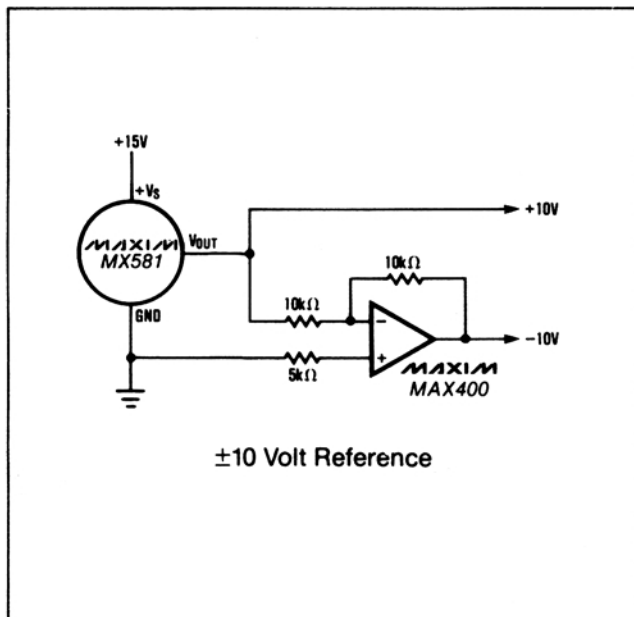 +15V
+VS
MAXIM
MX581
VOUT
GND
+10V
10kΩ
10kΩ
5kΩ
−
+
−10V
MAXIM
MAX400
±10 Volt Reference